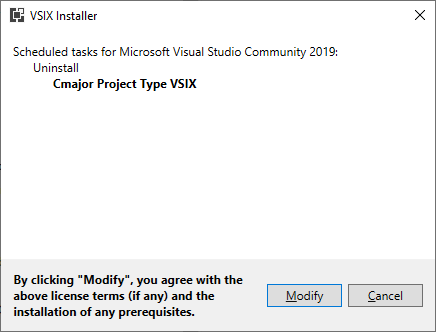 VSIX Installer
Scheduled tasks for Microsoft Visual Studio Community 2019:
Uninstall
Cmajor Project Type VSIX
By clicking "Modify", you agree with the
above license terms (if any) and the
installation of any prerequisites.
Modify
Cancel